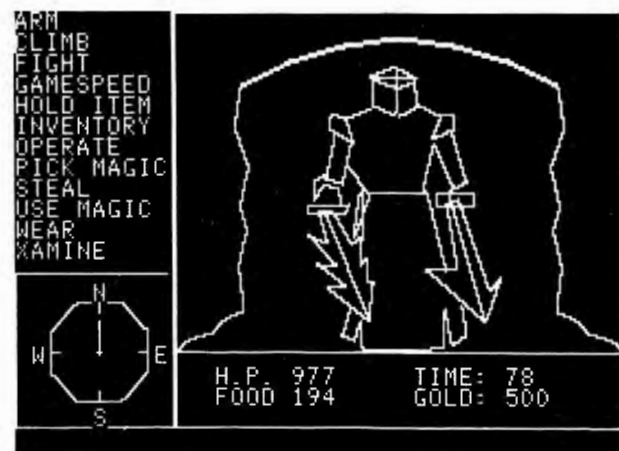 ARM
CLIMB
FIGHT
GAMESPEED
HOLD ITEM
INVENTORY
OPERATE
PICK MAGIC
STEAL
USE MAGIC
WEAR
XAMINE
N
W E
S
H.P. 977 TIME: 78
FOOD 194 GOLD: 500